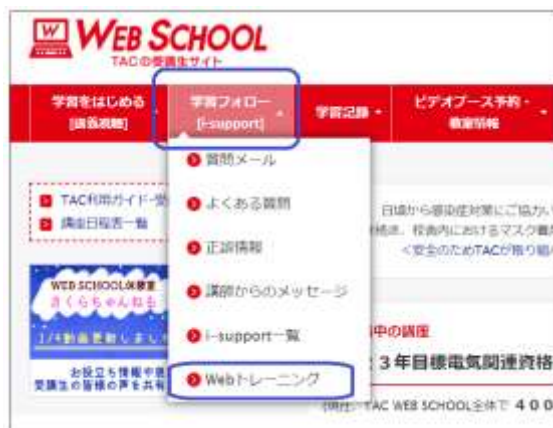 W WEB SCHOOL
TACの受講生サイト
学習をはじめる
[講義視聴]
学習フォロー
[i-support]
学習記録
ビデオブース予約・
教室情報
質問メール
よくある質問
正誤情報
講師からのメッセージ
i-support一覧
Webトレーニング
TAC利用ガイド・受
講座日程表一覧
日頃から感染症対策にご協力い
校舎内におけるマスク着
<安全のためTACが取り組
WEB SCHOOL休憩室
さくらちゃんねる
1/4動画更新しまし
お役立ち情報や
受講生の皆様の声を共有
中の講座
3年目標電気関連資格
TAC WEB SCHOOL全体で 400